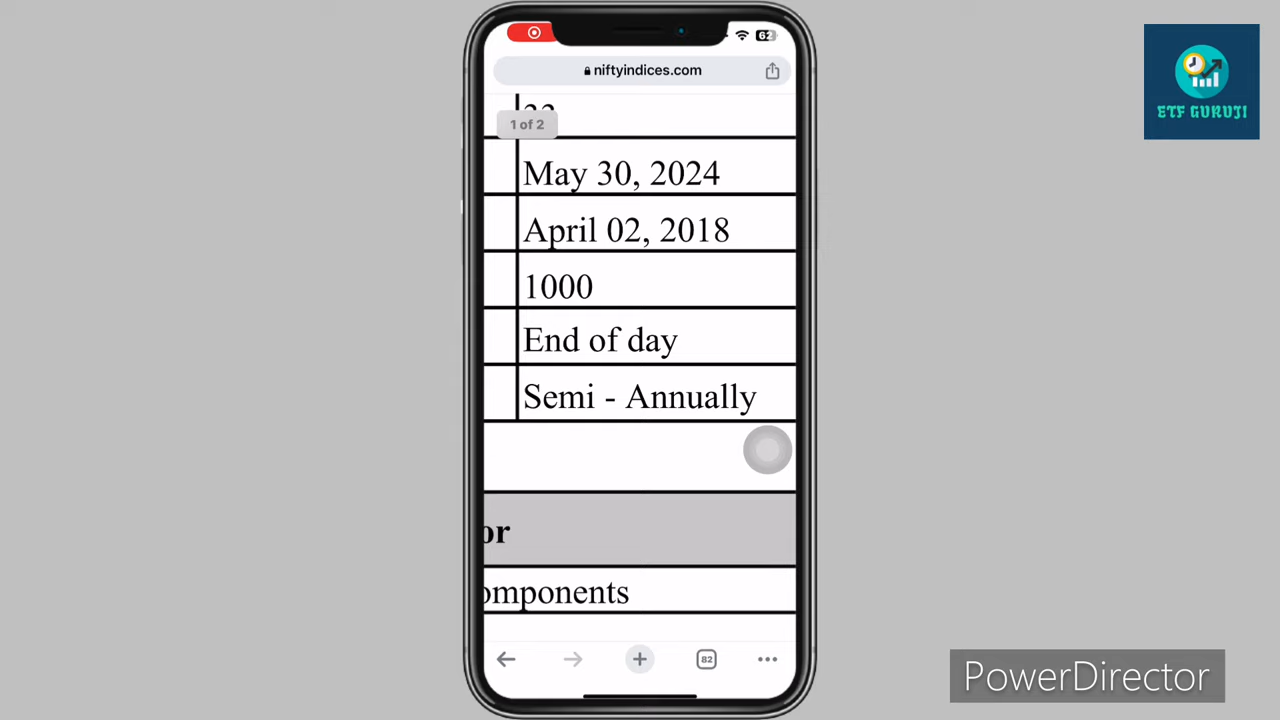 62
niftyindices.com
1 of 2
May 30, 2024
April 02, 2018
1000
End of day
Semi - Annually
or
omponents
82
ETF GURUJI
PowerDirector